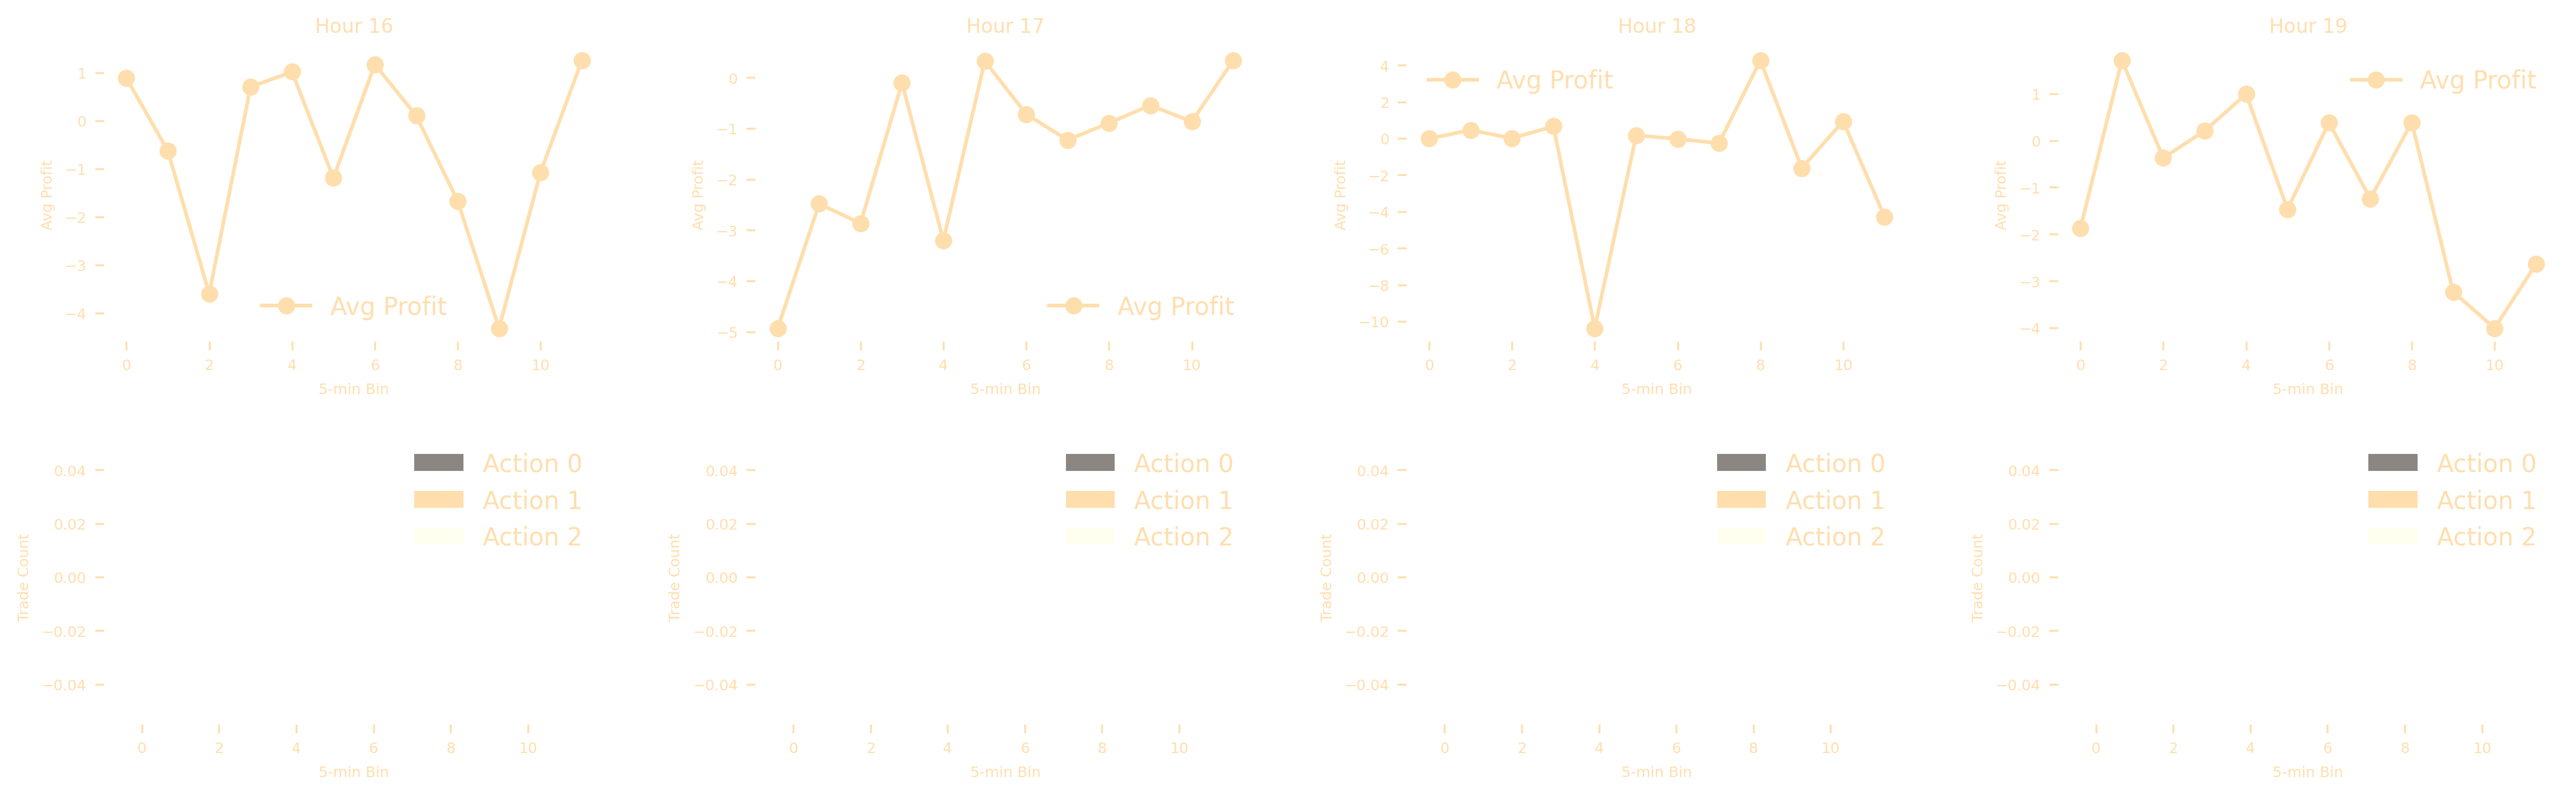 Hour 16
Avg Profit
1
0
−1
−2
−3
−4
Avg Profit
0 2 4 6 8 10
5-min Bin
Hour 17
Avg Profit
0
−1
−2
−3
−4
−5
Avg Profit
0 2 4 6 8 10
5-min Bin
Hour 18
Avg Profit
4
2
0
−2
−4
−6
−8
−10
Avg Profit
0 2 4 6 8 10
5-min Bin
Hour 19
Avg Profit
1
0
−1
−2
−3
−4
Avg Profit
0 2 4 6 8 10
5-min Bin
Trade Count
0.04
0.02
0.00
−0.02
−0.04
Action 0
Action 1
Action 2
0 2 4 6 8 10
5-min Bin
Trade Count
0.04
0.02
0.00
−0.02
−0.04
Action 0
Action 1
Action 2
0 2 4 6 8 10
5-min Bin
Trade Count
0.04
0.02
0.00
−0.02
−0.04
Action 0
Action 1
Action 2
0 2 4 6 8 10
5-min Bin
Trade Count
0.04
0.02
0.00
−0.02
−0.04
Action 0
Action 1
Action 2
0 2 4 6 8 10
5-min Bin